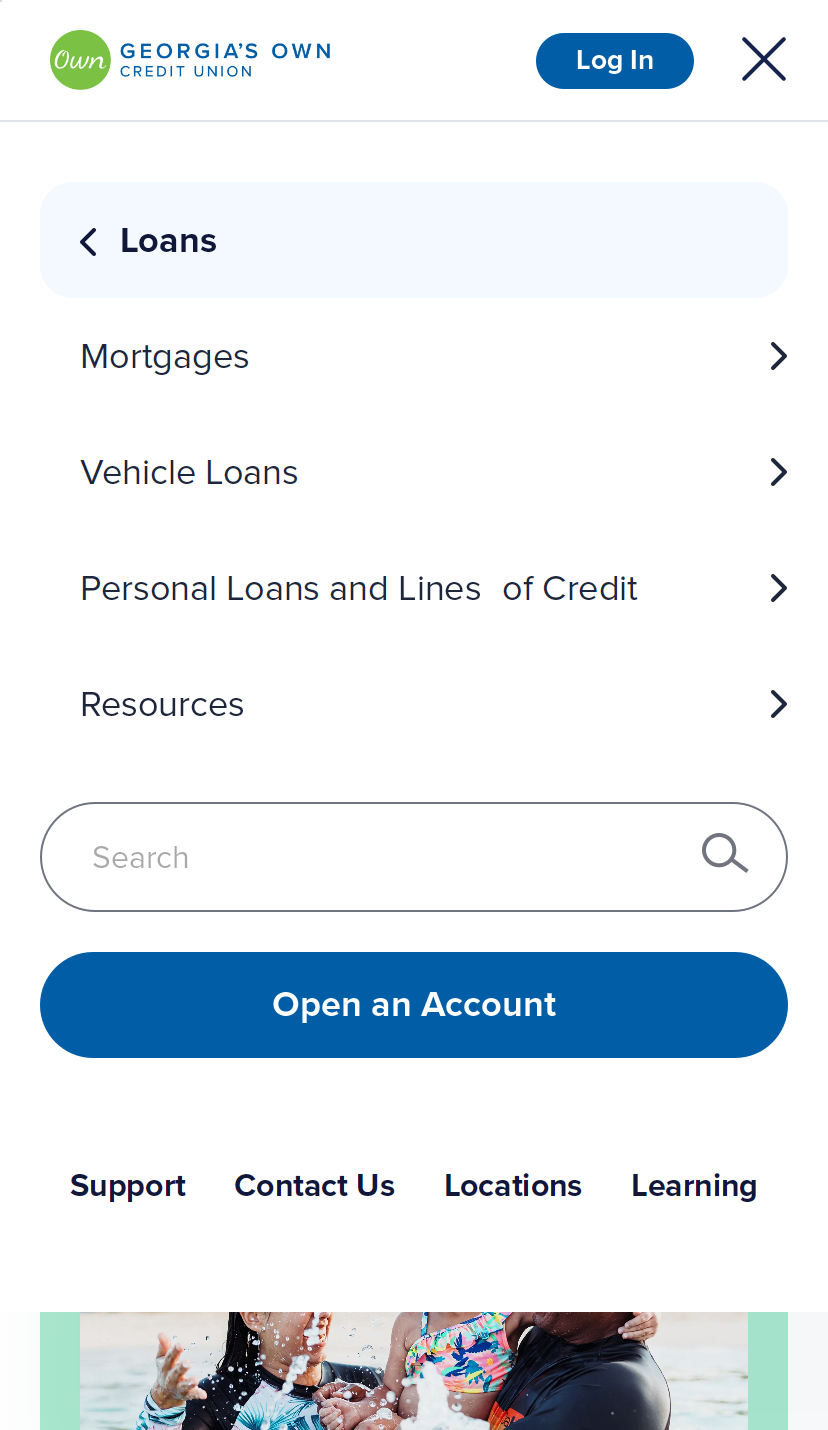 Own
GEORGIA'S OWN
CREDIT UNION
Log In
Loans
Mortgages
Vehicle Loans
Personal Loans and Lines  of Credit
Resources
Search
Open an Account
Support Contact Us Locations Learning